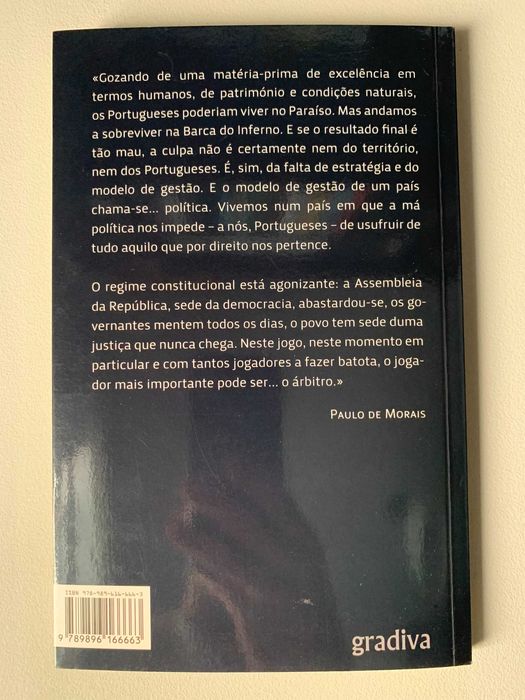 «Gozando de uma matéria-prima de excelência em
termos humanos, de património e condições naturais,
os Portugueses poderiam viver no Paraíso. Mas andamos
a sobreviver na Barca do Inferno. E se o resultado final é
tão mau, a culpa não é certamente nem do território,
nem dos Portugueses. É, sim, da falta de estratégia e do
modelo de gestão. E o modelo de gestão de um país
chama-se... política. Vivemos num país em que a má
política nos impede – a nós, Portugueses – de usufruir de
tudo aquilo que por direito nos pertence.
O regime constitucional está agonizante: a Assembleia
da República, sede da democracia, abastardou-se, os go-
vernantes mentem todos os dias, o povo tem sede duma
justiça que nunca chega. Neste jogo, neste momento em
particular e com tantos jogadores a fazer batota, o joga-
dor mais importante pode ser... o árbitro.»
Paulo de Morais
ISBN 978-989-616-666-3
9 789896 166663
gradiva